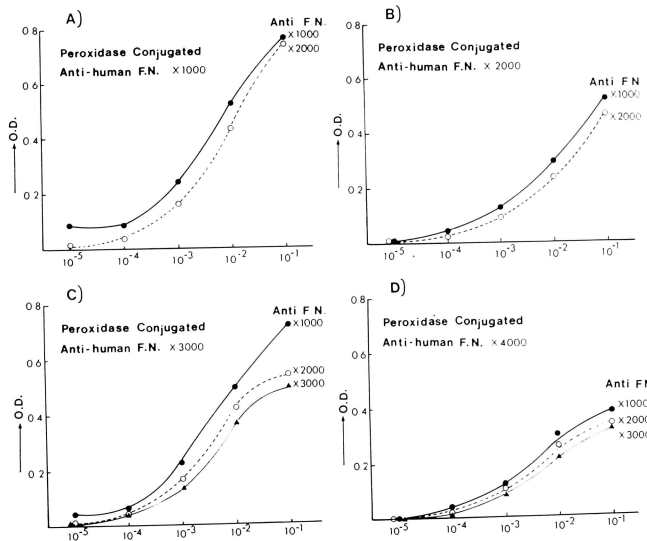 A)
Anti F N.
×1000
×2000
Peroxidase Conjugated
Anti-human F.N. ×1000
0.8
0.6
0.4
0.2
O.D.
10⁻⁵ 10⁻⁴ 10⁻³ 10⁻² 10⁻¹
B)
Peroxidase Conjugated
Anti-human F.N. × 2000
Anti F N
×1000
×2000
0 8
0 6
0 4
0 2
O.D.
10⁻⁵ 10⁻⁴ 10⁻³ 10⁻² 10⁻¹
C)
Anti F N.
×1000
×2000
×3000
Peroxidase Conjugated
Anti-human F.N. ×3000
0 8
0.6
0 4
0 2
O.D.
10⁻⁵ 10⁻⁴ 10⁻³ 10⁻² 10⁻¹
D)
Peroxidase Conjugated
Anti-human F.N. ×4000
Anti FN
×1000
×2000
×3000
0 8
0 6
0 4
0 2
O.D.
10⁻⁵ 10⁻⁴ 10⁻³ 10⁻² 10⁻¹